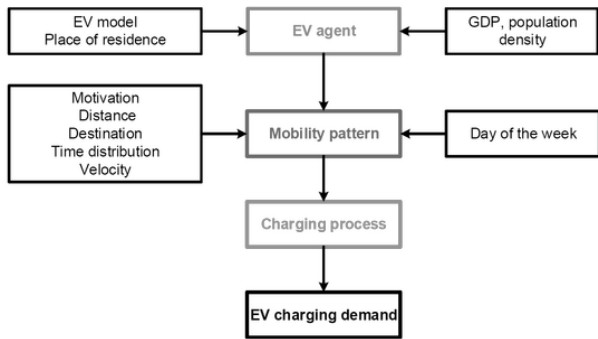 EV model
Place of residence
EV agent
GDP, population
density
Motivation
Distance
Destination
Time distribution
Velocity
Mobility pattern
Day of the week
Charging process
EV charging demand